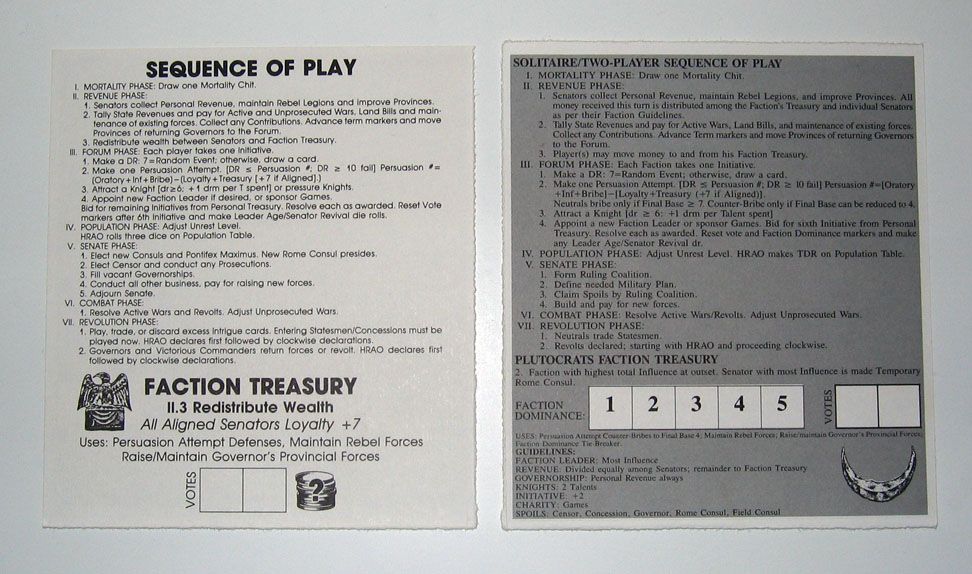 SEQUENCE OF PLAY
I. MORTALITY PHASE: Draw one Mortality Chit.
II. REVENUE PHASE:
1. Senators collect Personal Revenue, maintain Rebel Legions and improve Provinces.
2. Tally State Revenues and pay for Active and Unprosecuted Wars, Land Bills and main-
tenance of existing forces. Collect any Contributions. Advance term markers and move
Provinces of returning Governors to the Forum.
3. Redistribute wealth between Senators and Faction Treasury.
III. FORUM PHASE: Each Faction takes one Initiative.
1. Make a DR: 7=Random Event; otherwise, draw a card.
2. Make one Persuasion Attempt. [DR ≤ Persuasion #; DR ≥ 10 fail] Persuasion #=
(Oratory+Inf+Bribe)−(Loyalty+Treasury [+7 if Aligned].)
3. Attract a Knight [dr≥6; +1 drm per T spent] or pressure Knights.
4. Appoint new Faction Leader if desired, or sponsor Games.
Bid for remaining Initiatives from Personal Treasury. Resolve each as awarded. Reset Vote
markers after 6th Initiative and make Leader Age/Senator Revival die rolls.
IV. POPULATION PHASE: Adjust Unrest Level.
HRAO rolls three dice on Population Table.
V. SENATE PHASE:
1. Elect new Consuls and Pontifex Maximus. New Rome Consul presides.
2. Elect Censor and conduct any Prosecutions.
3. Fill vacant Governorships.
4. Conduct all other business, pay for raising new forces.
5. Adjourn Senate.
VI. COMBAT PHASE:
1. Resolve Active Wars and Revolts. Adjust Unprosecuted Wars.
VII. REVOLUTION PHASE:
1. Play, trade, or discard excess Intrigue cards. Entering Statesmen/Concessions must be
played now. HRAO declares first followed by clockwise declarations.
2. Governors and Victorious Commanders return forces or revolt. HRAO declares first
followed by clockwise declarations.
FACTION TREASURY
II.3 Redistribute Wealth
All Aligned Senators Loyalty +7
Uses: Persuasion Attempt Defenses, Maintain Rebel Forces
Raise/Maintain Governor's Provincial Forces
VOTES
?
SOLITAIRE/TWO-PLAYER SEQUENCE OF PLAY
I. MORTALITY PHASE: Draw one Mortality Chit.
II. REVENUE PHASE:
1. Senators collect Personal Revenue, maintain Rebel Legions, and improve Provinces. All
money received this turn is distributed among the Faction's Treasury and individual Senators
as per their Faction Guidelines.
2. Tally State Revenues and pay for Active Wars, Land Bills, and maintenance of existing forces.
Collect any Contributions. Advance Term markers and move Provinces of returning Governors
to the Forum.
3. Player(s) may move money to and from his Faction Treasury.
III. FORUM PHASE: Each Faction takes one Initiative.
1. Make a DR: 7=Random Event; otherwise, draw a card.
2. Make one Persuasion Attempt. [DR ≤ Persuasion #; DR ≥ 10 fail] Persuasion #=[Oratory
+Inf+Bribe]−[Loyalty+Treasury (+7 if Aligned)].
Neutrals bribe only if Final Base ≥ 7. Counter-Bribe only if Final Base can be reduced to 4.
3. Attract a Knight [dr ≥ 6: +1 drm per Talent spent]
4. Appoint a new Faction Leader or sponsor Games. Bid for sixth Initiative from Personal
Treasury. Resolve each as awarded. Reset vote and Faction Dominance markers and make
any Leader Age/Senator Revival dr.
IV. POPULATION PHASE: Adjust Unrest Level. HRAO makes TDR on Population Table.
V. SENATE PHASE:
1. Form Ruling Coalition.
2. Define needed Military Plan.
3. Claim Spoils by Ruling Coalition.
4. Build and pay for new forces.
VI. COMBAT PHASE: Resolve Active Wars/Revolts. Adjust Unprosecuted Wars.
VII. REVOLUTION PHASE:
1. Neutrals trade Statesmen.
2. Revolts declared; starting with HRAO and proceeding clockwise.
PLUTOCRATS FACTION TREASURY
2. Faction with highest total Influence at outset. Senator with most Influence is made Temporary
Rome Consul.
FACTION
DOMINANCE:
1 2 3 4 5
VOTES
USES: Persuasion Attempt Counter-Bribes to Final Base 4; Maintain Rebel Forces; Raise/maintain Governor's Provincial Forces;
Faction Dominance Tie Breaker.
GUIDELINES:
FACTION LEADER: Most Influence
REVENUE: Divided equally among Senators; remainder to Faction Treasury
GOVERNORSHIP: Personal Revenue always
KNIGHTS: 2 Talents
INITIATIVE: +2
CHARITY: Games
SPOILS: Censor, Concession, Governor, Rome Consul, Field Consul